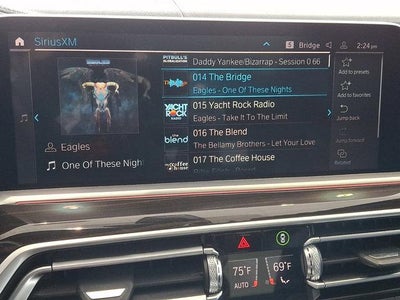 SiriusXM
S Bridge
2:24 pm
PITBULL'S
Daddy Yankee/Bizarrap - Session 0 66
014 The Bridge
Eagles - One Of These Nights
YACHT ROCK RADIO
015 Yacht Rock Radio
Eagles - Take It To The Limit
the blend
016 The Blend
The Bellamy Brothers - Let Your Love
coffee house
017 The Coffee House
Eagles
One Of These Nigh
Add to presets
Add to favorites
Jump back
Jump forward
Related
75°F
AUTO
69°F